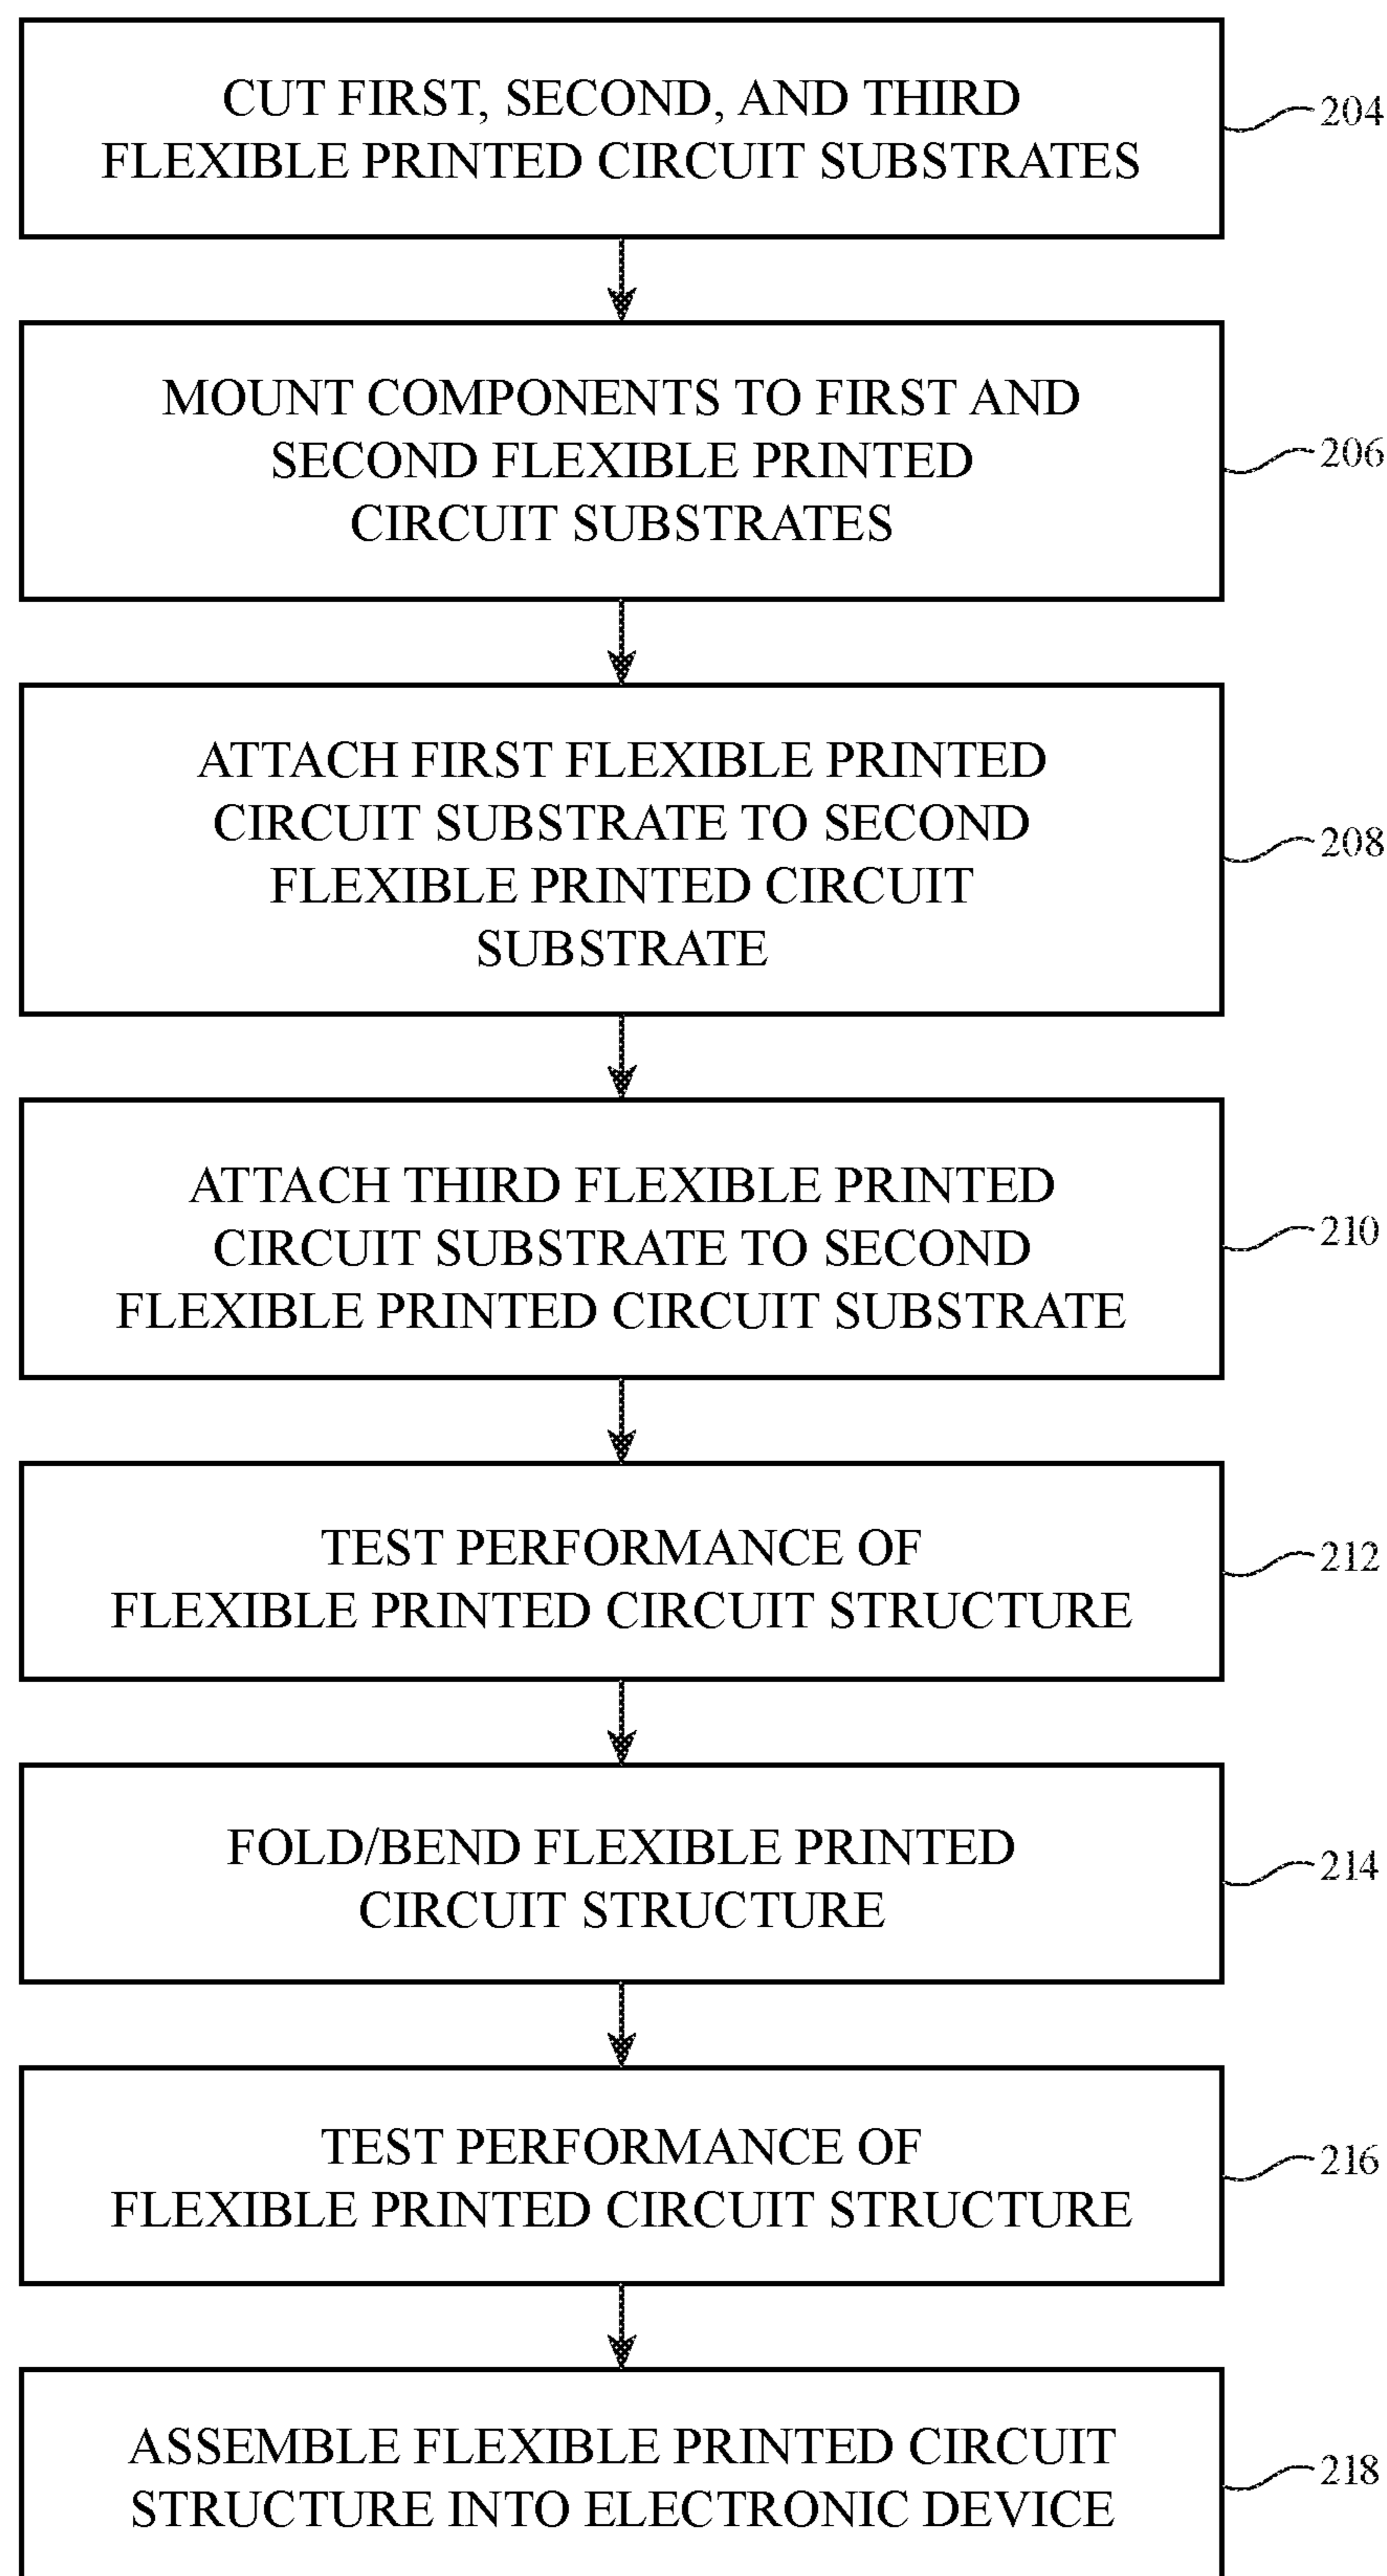 CUT FIRST, SECOND, AND THIRD
FLEXIBLE PRINTED CIRCUIT SUBSTRATES
204
MOUNT COMPONENTS TO FIRST AND
SECOND FLEXIBLE PRINTED
CIRCUIT SUBSTRATES
206
ATTACH FIRST FLEXIBLE PRINTED
CIRCUIT SUBSTRATE TO SECOND
FLEXIBLE PRINTED CIRCUIT
SUBSTRATE
208
ATTACH THIRD FLEXIBLE PRINTED
CIRCUIT SUBSTRATE TO SECOND
FLEXIBLE PRINTED CIRCUIT SUBSTRATE
210
TEST PERFORMANCE OF
FLEXIBLE PRINTED CIRCUIT STRUCTURE
212
FOLD/BEND FLEXIBLE PRINTED
CIRCUIT STRUCTURE
214
TEST PERFORMANCE OF
FLEXIBLE PRINTED CIRCUIT STRUCTURE
216
ASSEMBLE FLEXIBLE PRINTED CIRCUIT
STRUCTURE INTO ELECTRONIC DEVICE
218